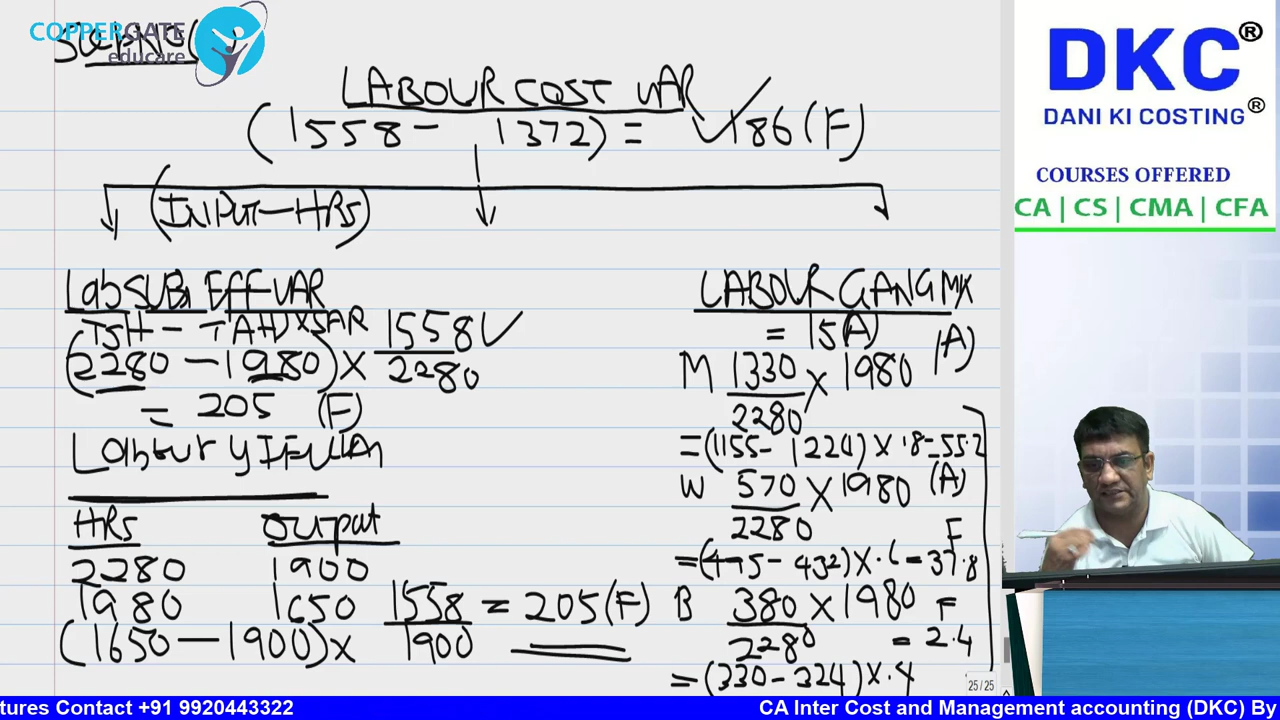 COPPERGATE
educare
LABOUR COST VAR
(1558 - 1372) = 186 (F)
(INPUT-HRS)
Lab SUB EFF VAR
TSH - TAH) X SAR 1558
(2280 - 1980) X 2280
= 205 (F)
Labour
HRS OUTPUT
2280 1900
1980 1650
(1650 - 1900) X 1558 = 205 (F)
1900
LABOUR GANG MIX
= 15 (A)
M 1330 X 1980 (A)
2280
= (1155 - 1224) X .8 = 55.2
(A)
W 570 X 1980
2280 F
= (495 - 432) X .6 = 37.8
B 380 X 1980 F
2280 = 2.4
= (330 - 324) X .4
25 / 25
DKC®
DANI KI COSTING®
COURSES OFFERED
CA | CS | CMA | CFA
tures Contact +91 9920443322 CA Inter Cost and Management accounting (DKC) By